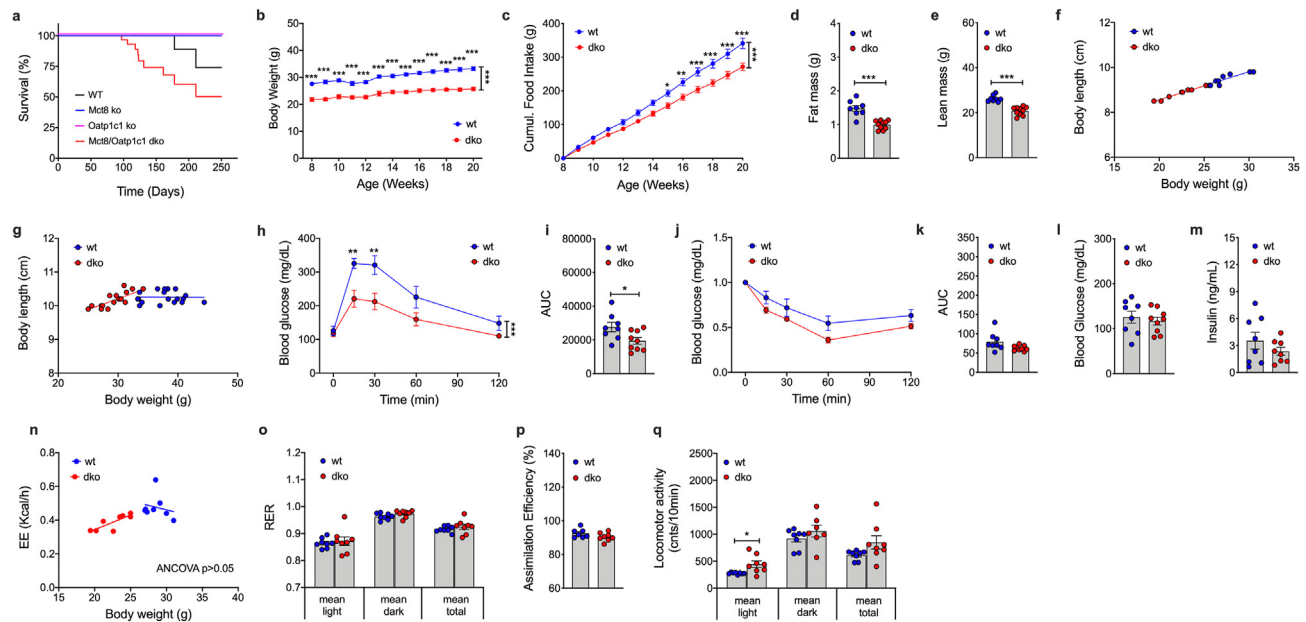 a
Survival (%)
100
75
50
25
0
0 50 100 150 200 250
Time (Days)
WT
Mct8 ko
Oatp1c1 ko
Mct8/Oatp1c1 dko
b
Body Weight (g)
60
50
40
30
20
10
0
*** *** *** *** *** *** *** *** *** *** *** *** ***
***
wt
dko
8 10 12 14 16 18 20
Age (Weeks)
c
Cumul. Food Intake (g)
400
300
200
100
0
wt
dko
* ** *** *** *** ***
***
8 10 12 14 16 18 20
Age (Weeks)
d
Fat mass (g)
4
3
2
1
0
wt
dko
***
e
Lean mass (g)
60
40
20
0
wt
dko
***
f
Body length (cm)
12
10
8
6
wt
dko
15 20 25 30 35
Body weight (g)
g
Body length (cm)
12
11
10
9
8
wt
dko
20 30 40 50
Body weight (g)
h
Blood glucose (mg/dL)
400
300
200
100
0
wt
dko
** **
***
0 30 60 90 120
Time (min)
i
AUC
80000
60000
40000
20000
0
wt
dko
*
j
Blood glucose (mg/dL)
1.5
1.0
0.5
0.0
wt
dko
0 30 60 90 120
Time (min)
k
AUC
350
300
250
200
150
100
50
0
wt
dko
l
Blood Glucose (mg/dL)
300
200
100
0
wt
dko
m
Insulin (ng/mL)
15
12
9
6
3
0
wt
dko
n
EE (Kcal/h)
1.0
0.8
0.6
0.4
0.2
0.0
wt
dko
ANCOVA p>0.05
15 20 25 30 35 40
Body weight (g)
o
RER
1.2
1.1
1.0
0.9
0.8
0.7
wt
dko
mean light
mean dark
mean total
p
Assimilation Efficiency (%)
140
120
100
80
60
wt
dko
q
Locomotor activity
(cnts/10min)
2500
2000
1500
1000
500
0
wt
dko
*
mean light
mean dark
mean total